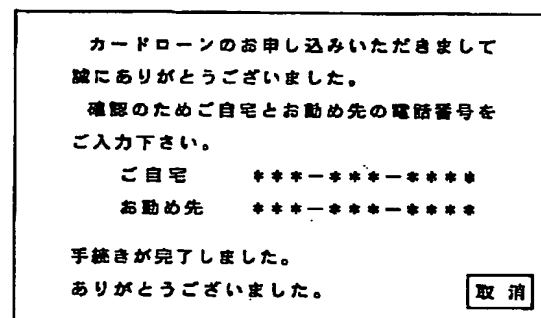 カードローンのお申し込みいただきまして
誠にありがとうございました。
確認のためご自宅とお勤め先の電話番号を
ご入力下さい。
ご自宅 ***-***-****
お勤め先 ***-***-****
手続きが完了しました。
ありがとうございました。
取消